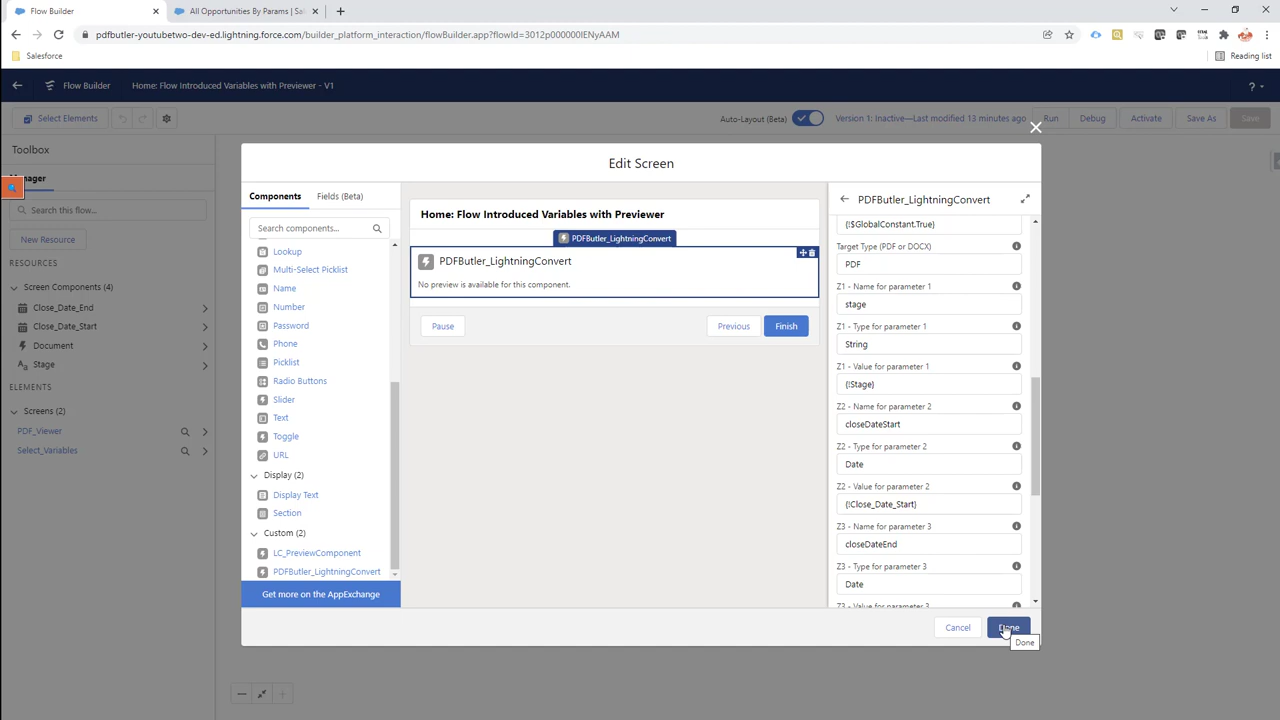 Flow Builder
All Opportunities By Params | Sal
pdfbutler-youtubetwo-dev-ed.lightning.force.com/builder_platform_interaction/flowBuilder.app?flowId=3012p000000IENyAAM
Salesforce
Reading list
Flow Builder
Home: Flow Introduced Variables with Previewer - V1
?
Select Elements
Auto-Layout (Beta)
Version 1: Inactive—Last modified 13 minutes ago
Run
Debug
Activate
Save As
Save
Toolbox
Manager
Search this flow...
New Resource
RESOURCES
Screen Components (4)
Close_Date_End
Close_Date_Start
Document
Stage
ELEMENTS
Screens (2)
PDF_Viewer
Select_Variables
Edit Screen
Components
Fields (Beta)
Search components...
Lookup
Multi-Select Picklist
Name
Number
Password
Phone
Picklist
Radio Buttons
Slider
Text
Toggle
URL
Display (2)
Display Text
Section
Custom (2)
LC_PreviewComponent
PDFButler_LightningConvert
Get more on the AppExchange
Home: Flow Introduced Variables with Previewer
PDFButler_LightningConvert
PDFButler_LightningConvert
No preview is available for this component.
Pause
Previous
Finish
PDFButler_LightningConvert
{!$GlobalConstant.True}
Target Type (PDF or DOCX)
PDF
Z1 - Name for parameter 1
stage
Z1 - Type for parameter 1
String
Z1 - Value for parameter 1
{!Stage}
Z2 - Name for parameter 2
closeDateStart
Z2 - Type for parameter 2
Date
Z2 - Value for parameter 2
{!Close_Date_Start}
Z3 - Name for parameter 3
closeDateEnd
Z3 - Type for parameter 3
Date
Z3 - Value for parameter 3
Cancel
Done
Done